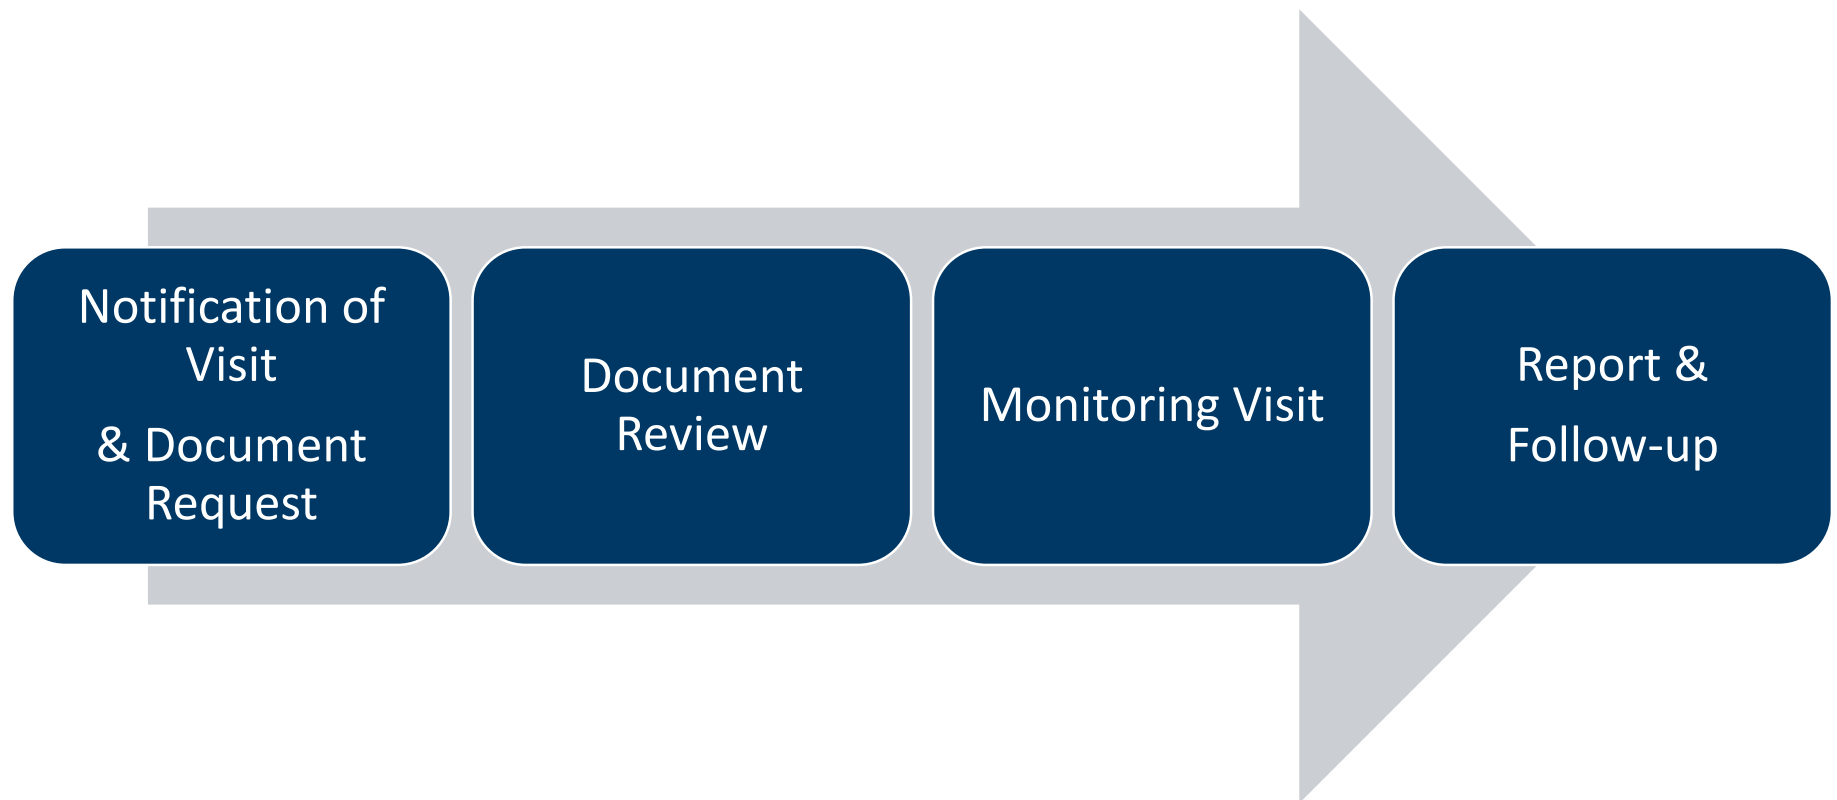 Notification of
Visit
& Document
Request
Document
Review
Monitoring Visit
Report &
Follow-up